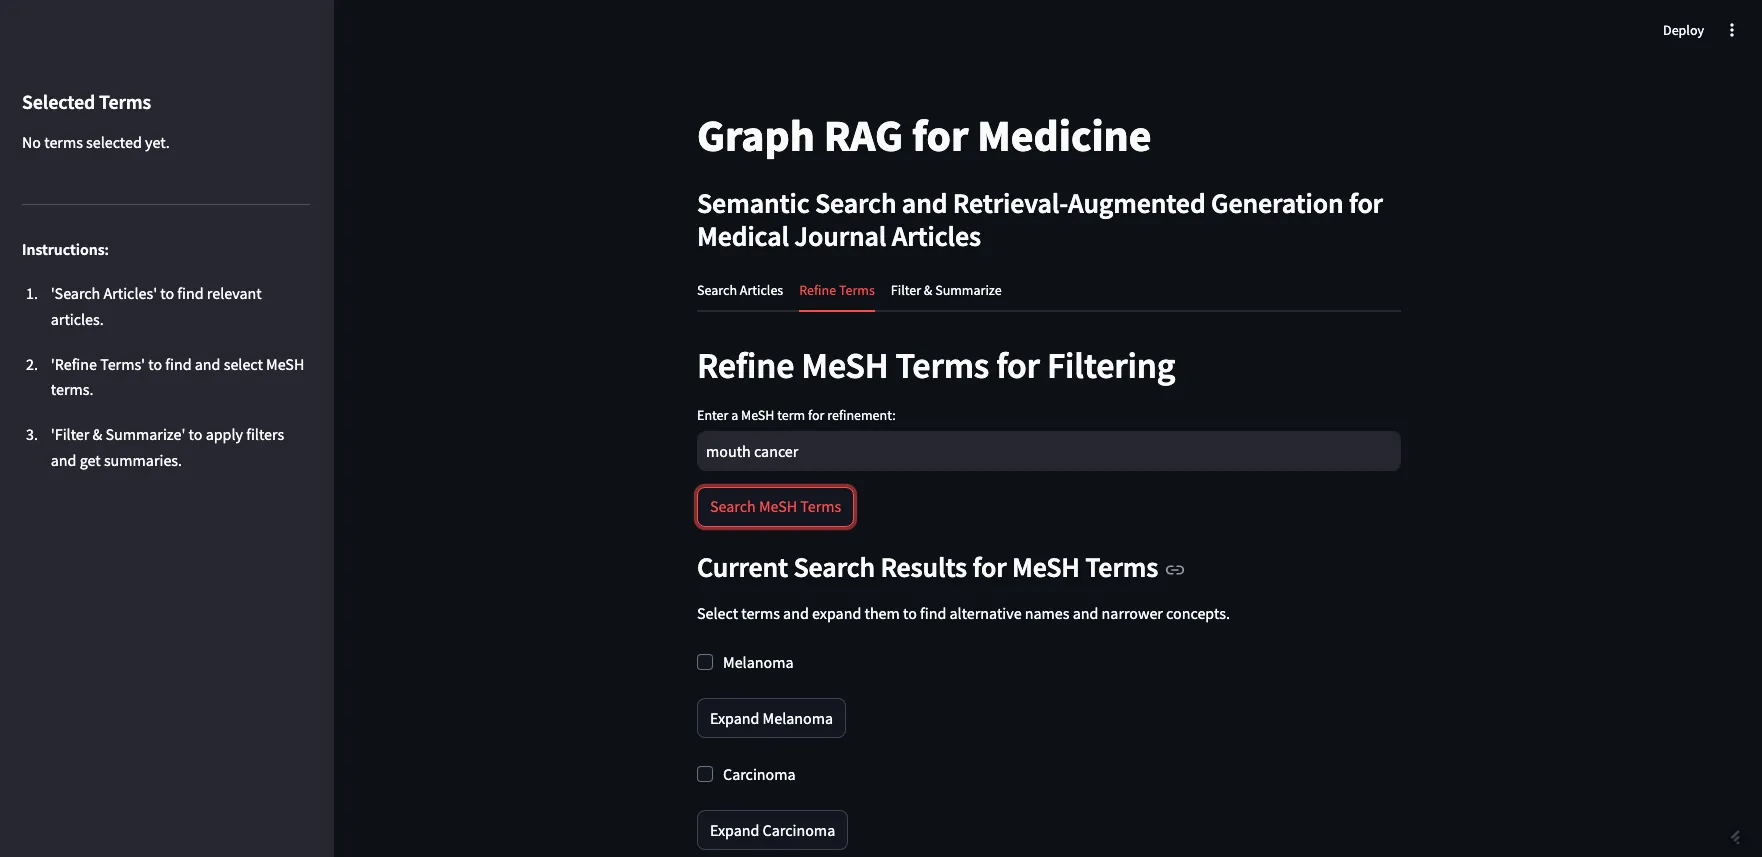 Deploy
Selected Terms
No terms selected yet.
Instructions:
1. 'Search Articles' to find relevant
articles.
2. 'Refine Terms' to find and select MeSH
terms.
3. 'Filter & Summarize' to apply filters
and get summaries.
Graph RAG for Medicine
Semantic Search and Retrieval-Augmented Generation for
Medical Journal Articles
Search Articles Refine Terms Filter & Summarize
Refine MeSH Terms for Filtering
Enter a MeSH term for refinement:
mouth cancer
Search MeSH Terms
Current Search Results for MeSH Terms
Select terms and expand them to find alternative names and narrower concepts.
Melanoma
Expand Melanoma
Carcinoma
Expand Carcinoma